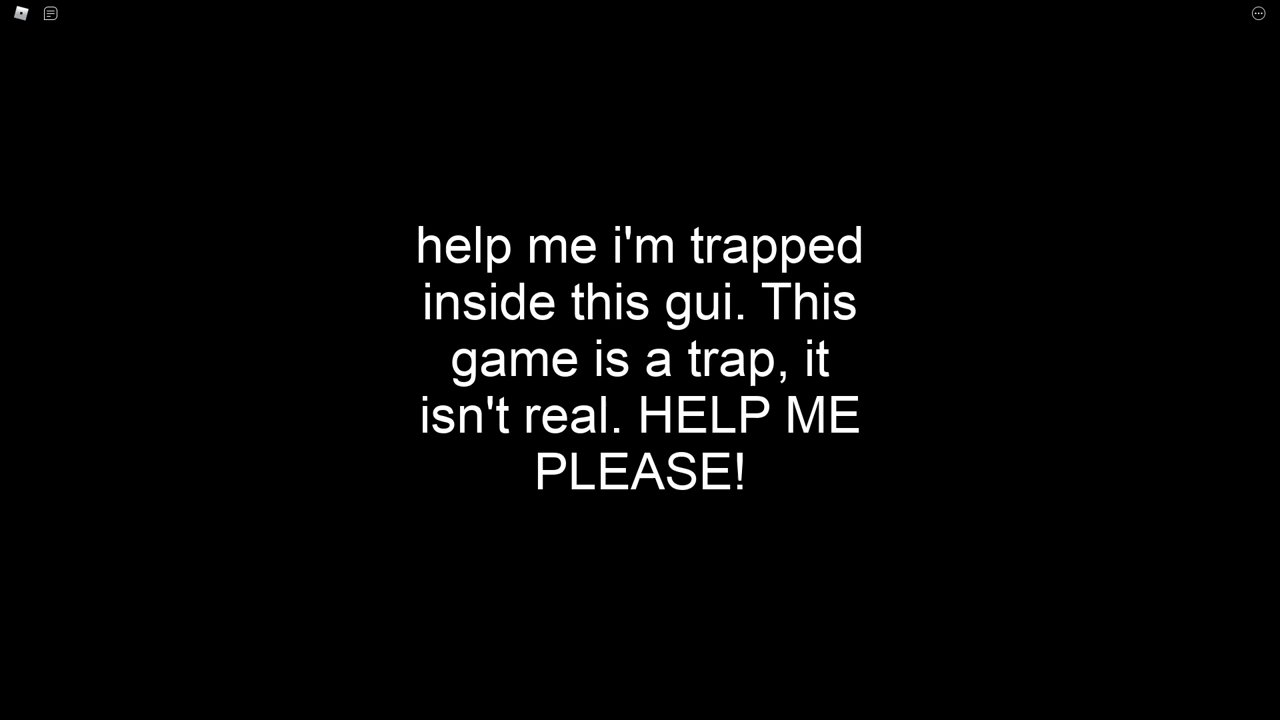 help me i'm trapped
inside this gui. This
game is a trap, it
isn't real. HELP ME
PLEASE!